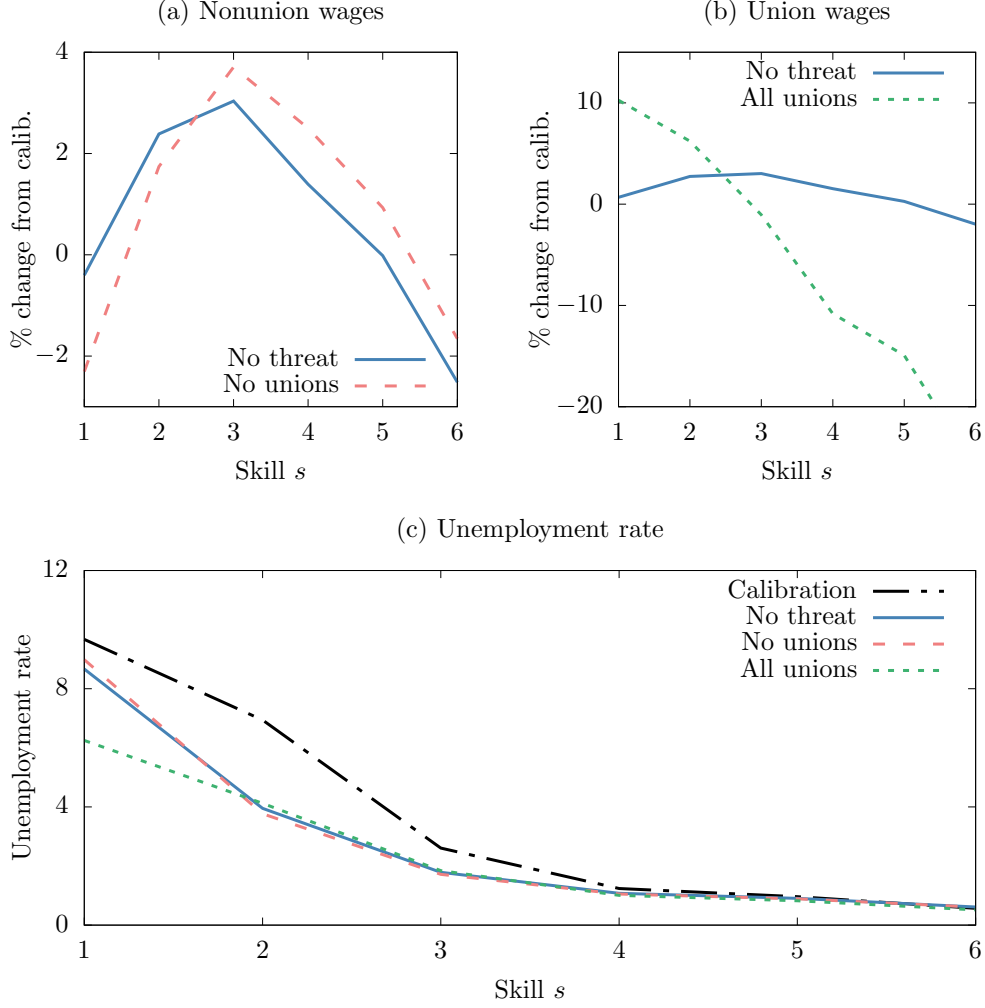 (a) Nonunion wages
% change from calib.
4
2
0
−2
No threat
No unions
1 2 3 4 5 6
Skill s
(b) Union wages
% change from calib.
10
0
−10
−20
No threat
All unions
1 2 3 4 5 6
Skill s
(c) Unemployment rate
Unemployment rate
12
8
4
0
Calibration
No threat
No unions
All unions
1 2 3 4 5 6
Skill s